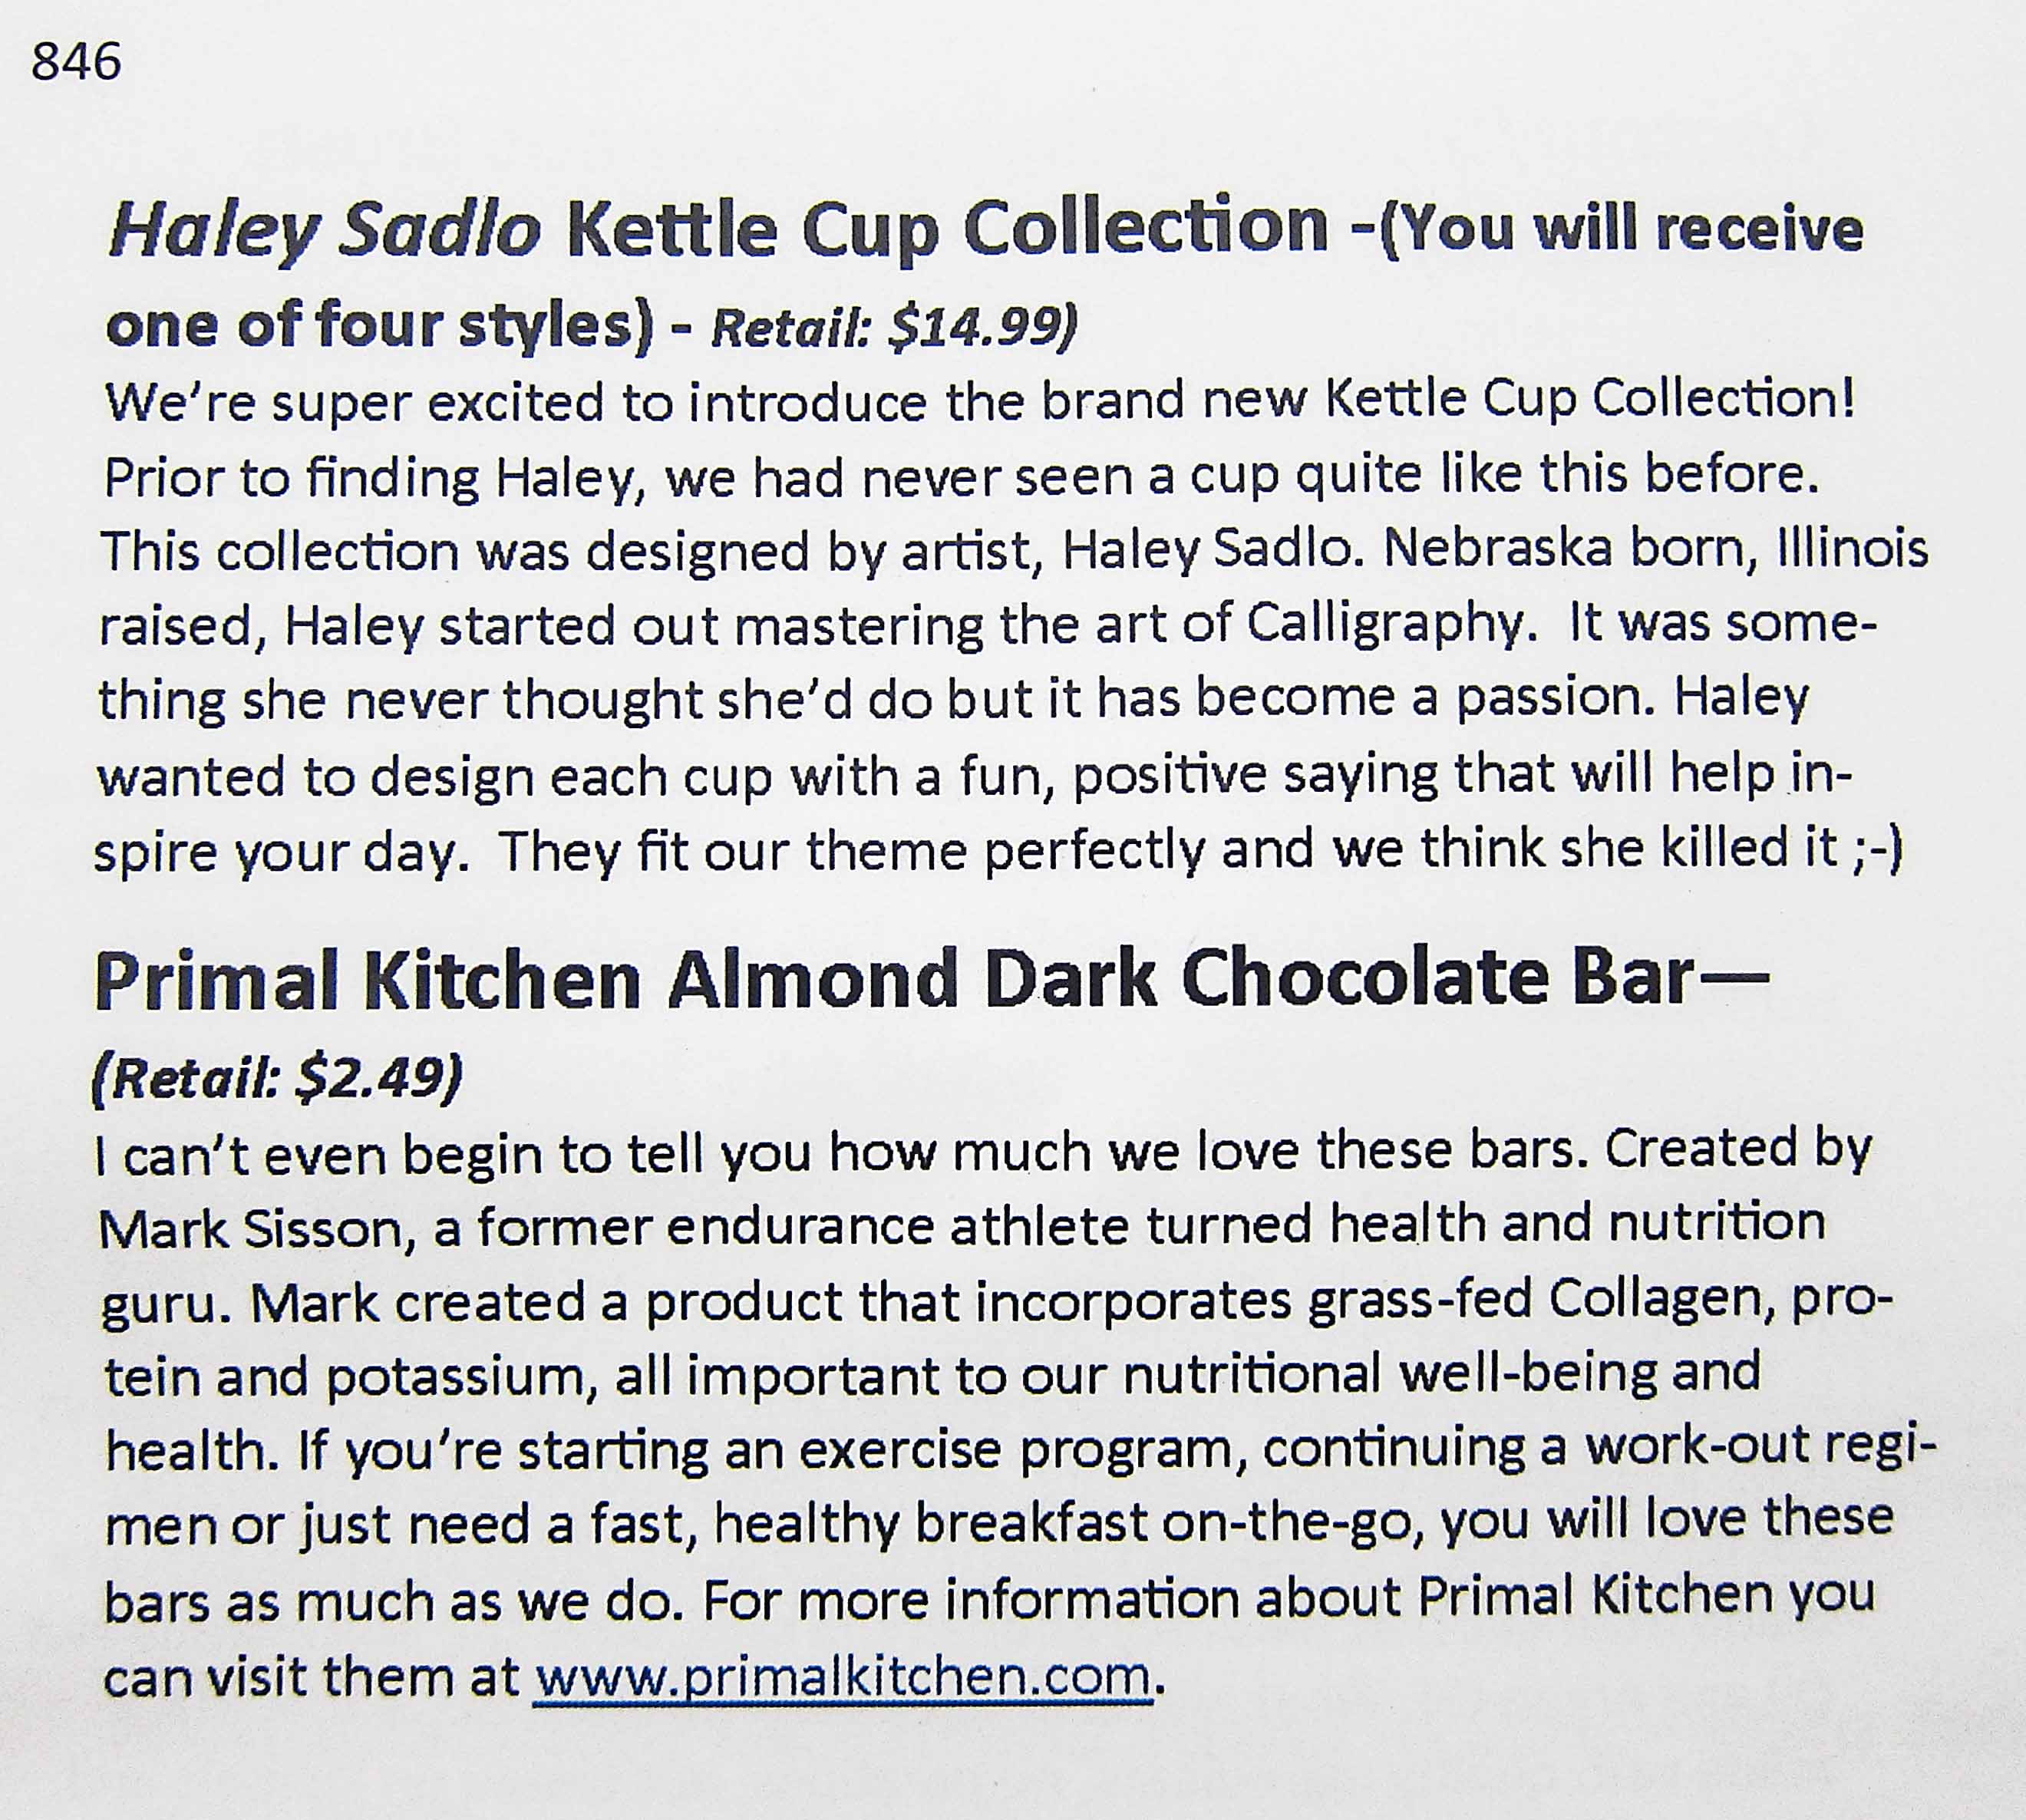 846
Haley Sadlo Kettle Cup Collection -(You will receive
one of four styles) - Retail: $14.99)
We're super excited to introduce the brand new Kettle Cup Collection!
Prior to finding Haley, we had never seen a cup quite like this before.
This collection was designed by artist, Haley Sadlo. Nebraska born, Illinois
raised, Haley started out mastering the art of Calligraphy.  It was some-
thing she never thought she'd do but it has become a passion. Haley
wanted to design each cup with a fun, positive saying that will help in-
spire your day.  They fit our theme perfectly and we think she killed it ;-)
Primal Kitchen Almond Dark Chocolate Bar—
(Retail: $2.49)
I can't even begin to tell you how much we love these bars. Created by
Mark Sisson, a former endurance athlete turned health and nutrition
guru. Mark created a product that incorporates grass-fed Collagen, pro-
tein and potassium, all important to our nutritional well-being and
health. If you're starting an exercise program, continuing a work-out regi-
men or just need a fast, healthy breakfast on-the-go, you will love these
bars as much as we do. For more information about Primal Kitchen you
can visit them at www.primalkitchen.com.